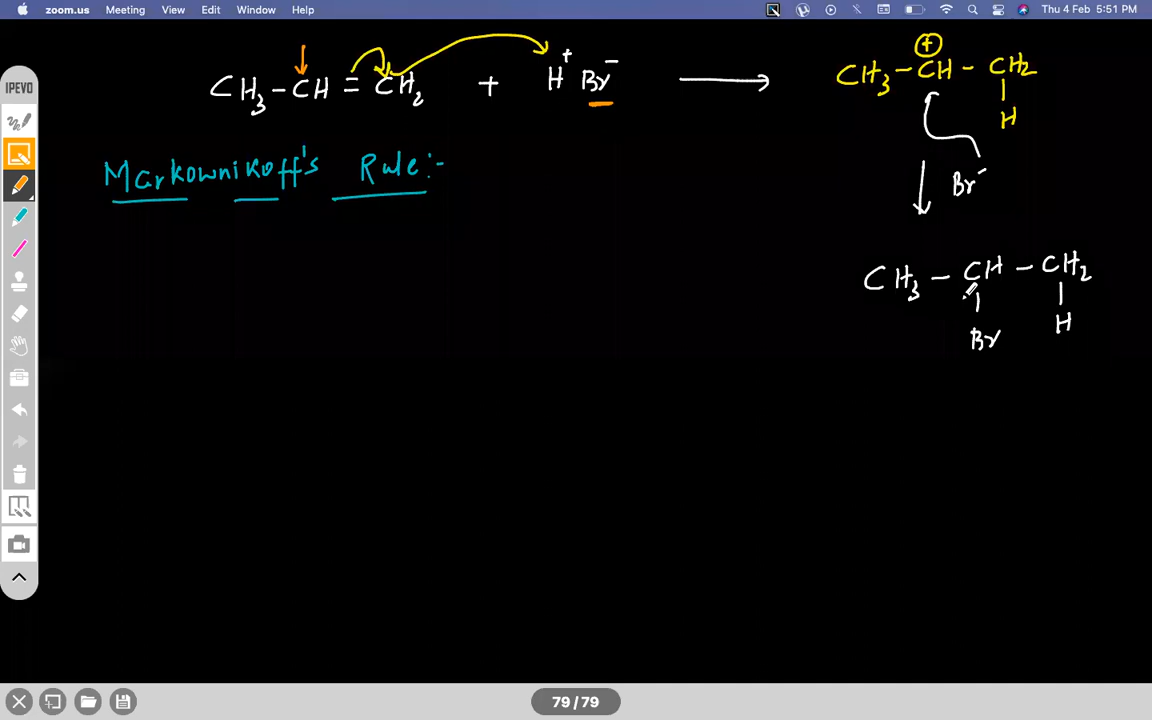 zoom.us Meeting View Edit Window Help Thu 4 Feb 5:51 PM
IPEVO
CH3-CH=CH2 + H+ Br- ⟶ CH3-CH-CH2
+
H
Markownikoff's Rule:-
Br-
CH3-CH-CH2
Br H
79/79